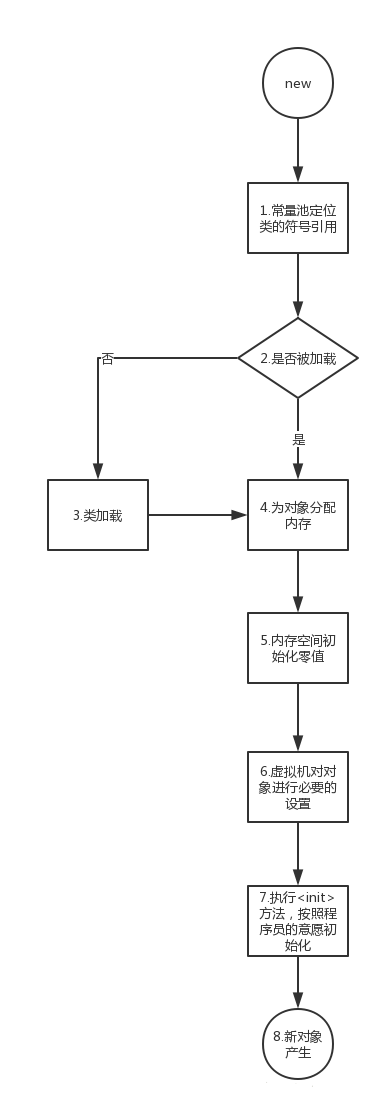 new
1.常量池定位
类的符号引用
2.是否被加载
否
是
3.类加载
4.为对象分配
内存
5.内存空间初
始化零值
6.虚拟机对对
象进行必要的
设置
7.执行<init>
方法，按照程
序员的意愿初
始化
8.新对象
产生